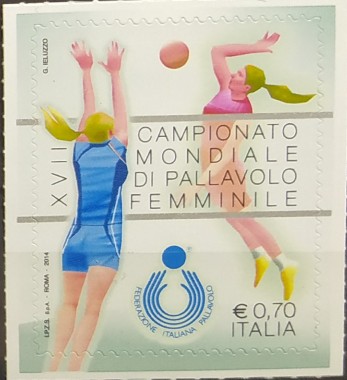 G. IELUZZO
XVII
CAMPIONATO
MONDIALE
DI PALLAVOLO
FEMMINILE
FEDERAZIONE ITALIANA PALLAVOLO
€ 0,70
ITALIA
I.P.Z.S. S.p.A. - ROMA - 2014